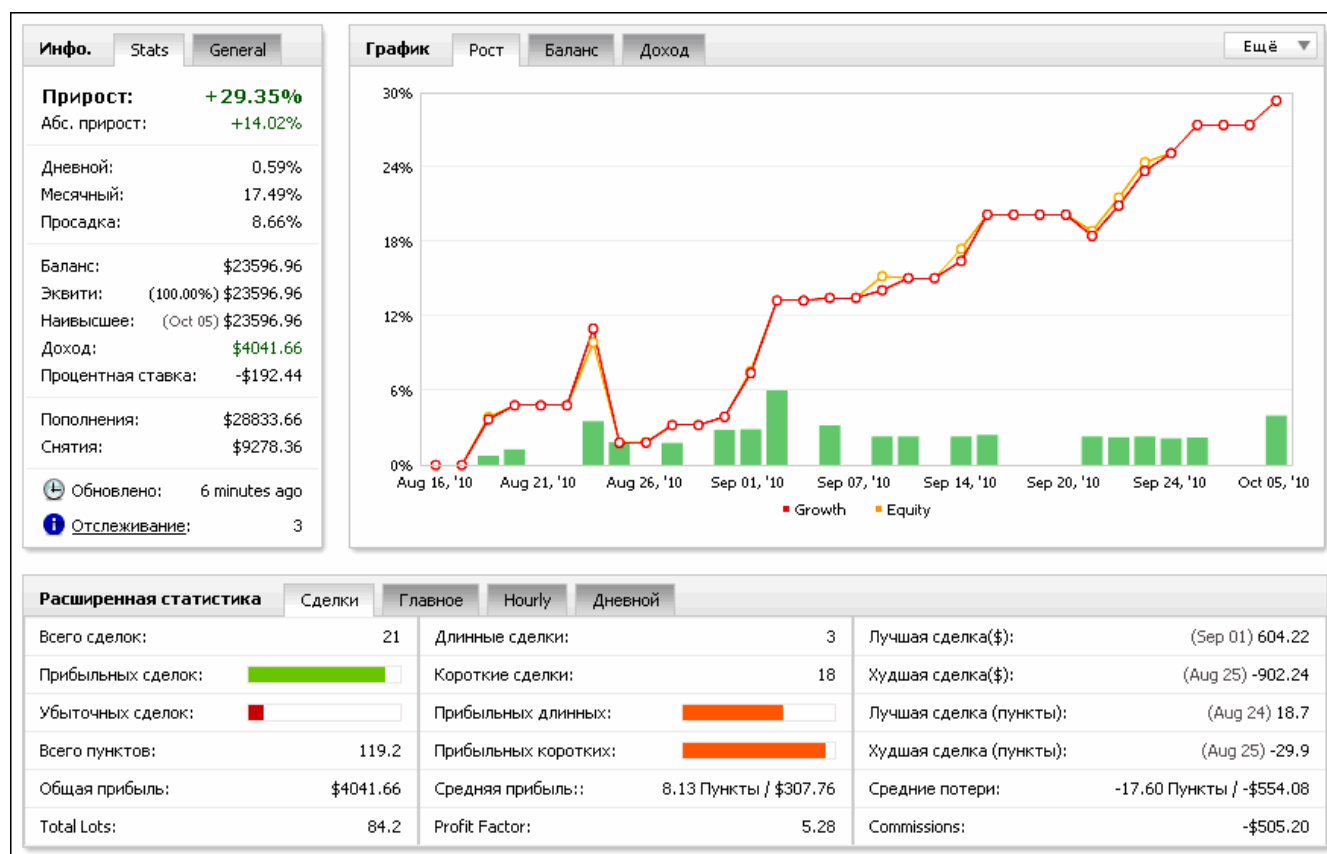 Инфо. Stats General
Прирост: +29.35%
Абс. прирост: +14.02%
Дневной: 0.59%
Месячный: 17.49%
Просадка: 8.66%
Баланс: $23596.96
Эквити: (100.00%) $23596.96
Наивысшее: (Oct 05) $23596.96
Доход: $4041.66
Процентная ставка: -$192.44
Пополнения: $28833.66
Снятия: $9278.36
Обновлено: 6 minutes ago
Отслеживание: 3
График Рост Баланс Доход Ещё
30%
24%
18%
12%
6%
0%
Aug 16, '10 Aug 21, '10 Aug 26, '10 Sep 01, '10 Sep 07, '10 Sep 14, '10 Sep 20, '10 Sep 24, '10 Oct 05, '10
Growth Equity
Расширенная статистика Сделки Главное Hourly Дневной
Всего сделок: 21 Длинные сделки: 3 Лучшая сделка($): (Sep 01) 604.22
Прибыльных сделок: Короткие сделки: 18 Худшая сделка($): (Aug 25) -902.24
Убыточных сделок: Прибыльных длинных: Лучшая сделка (пункты): (Aug 24) 18.7
Всего пунктов: 119.2 Прибыльных коротких: Худшая сделка (пункты): (Aug 25) -29.9
Общая прибыль: $4041.66 Средняя прибыль:: 8.13 Пункты / $307.76 Средние потери: -17.60 Пункты / -$554.08
Total Lots: 84.2 Profit Factor: 5.28 Commissions: -$505.20